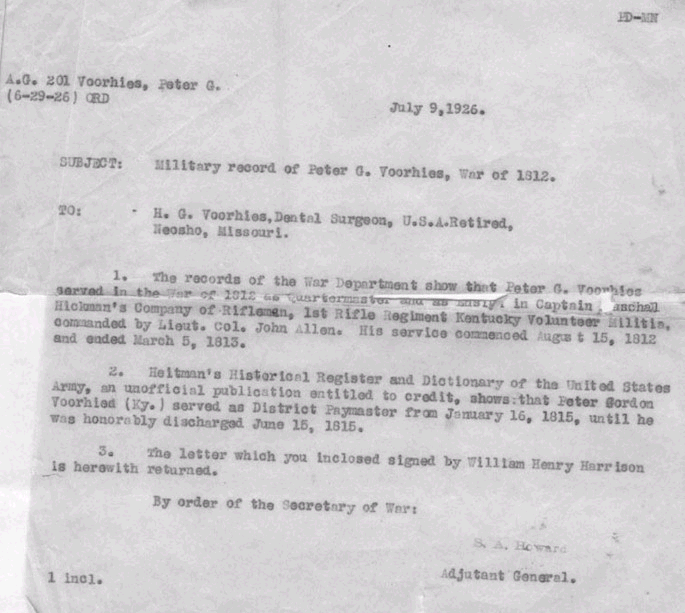 PD-MN
A.G. 201 Voorhies, Peter G.
(6-29-26) ORD
July 9,1926.
SUBJECT: Military record of Peter G. Voorhies, War of 1812.
TO: H. G. Voorhies,Dental Surgeon, U.S.A.Retired,
Neosho, Missouri.
1. The records of the War Department show that Peter G. Voorhies
served in the War of 1812 as Quartermaster and as in Captain
Hickman's Company of Rifleman, 1st Rifle Regiment Kentucky Volunteer Militia,
commanded by Lieut. Col. John Allen. His service commenced August 15, 1812
and ended March 5, 1813.
2. Heitman's Historical Register and Dictionary of the United States
Army, an unofficial publication entitled to credit, shows:that Peter Gordon
Voorhied (Ky.) served as District Paymaster from January 16, 1815, until he
was honorably discharged June 15, 1815.
3. The letter which you inclosed signed by William Henry Harrison
is herewith returned.
By order of the Secretary of War:
S. A. Howard
Adjutant General.
1 incl.